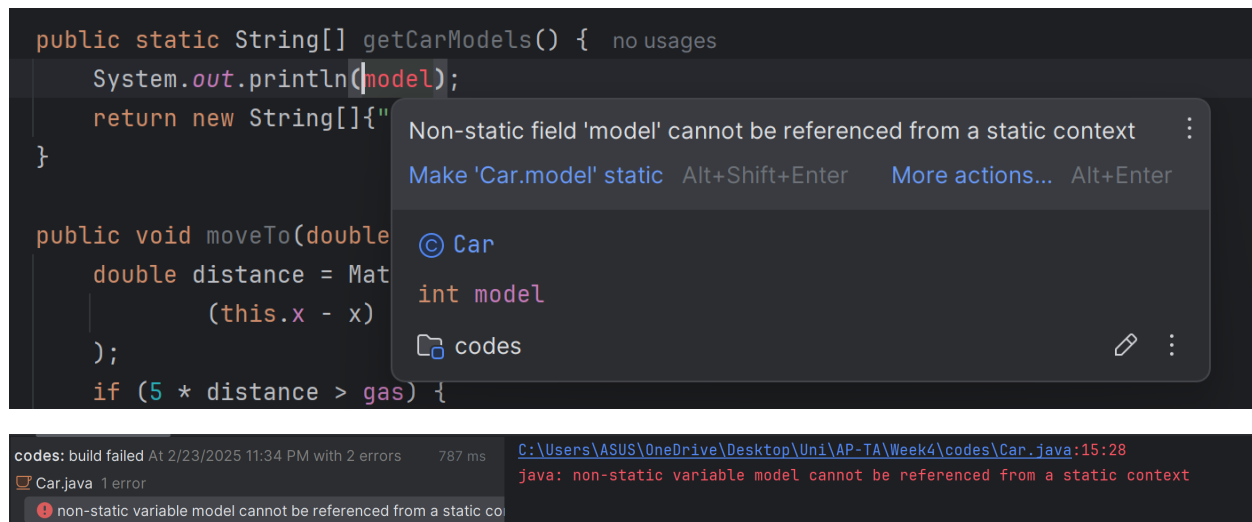 public static String[] getCarModels() { no usages
System.out.println(model);
return new String[]{"
}
Non-static field 'model' cannot be referenced from a static context
Make 'Car.model' static Alt+Shift+Enter More actions... Alt+Enter
public void moveTo(double
© Car
double distance = Mat
int model
(this.x - x)
);
codes
if (5 * distance > gas) {
codes: build failed At 2/23/2025 11:34 PM with 2 errors 787 ms
Car.java 1 error
non-static variable model cannot be referenced from a static co
C:\Users\ASUS\OneDrive\Desktop\Uni\AP-TA\Week4\codes\Car.java:15:28
java: non-static variable model cannot be referenced from a static context